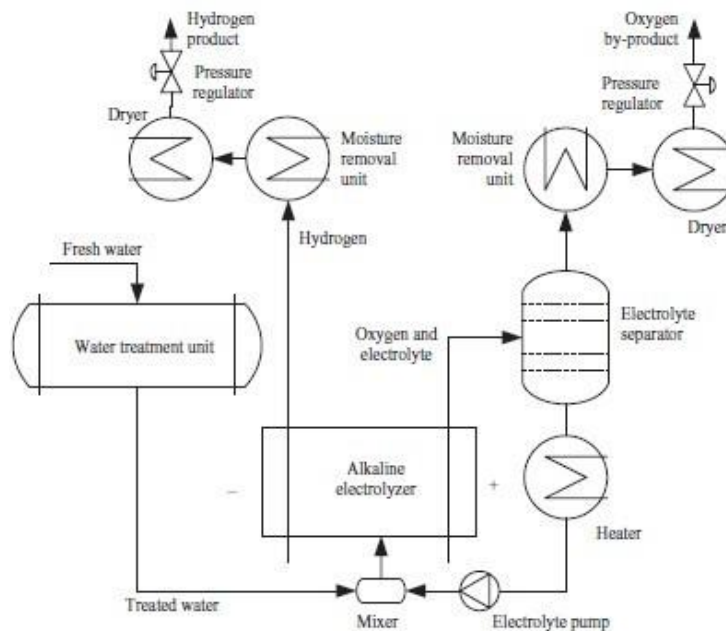 Hydrogen
product
Pressure
regulator
Dryer
Moisture
removal
unit
Oxygen
by-product
Pressure
regulator
Moisture
removal
unit
Dryer
Fresh water
Hydrogen
Water treatment unit
Oxygen and
electrolyte
Electrolyte
separator
Alkaline
electrolyzer
–
+
Heater
Treated water
Mixer
Electrolyte pump